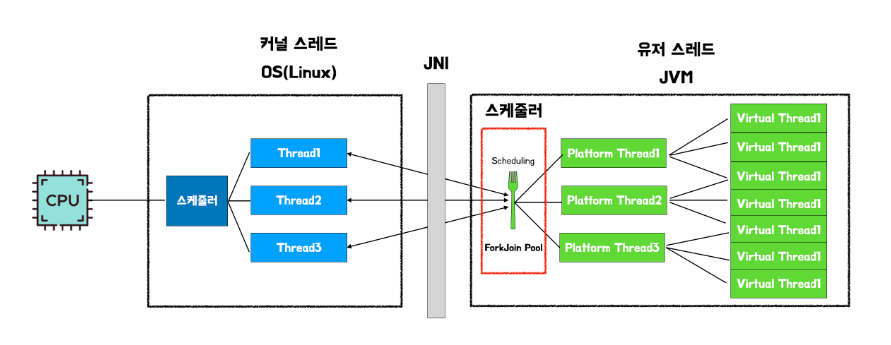 커널 스레드
OS(Linux)
JNI
유저 스레드
JVM
CPU
스케줄러
Thread1
Thread2
Thread3
스케줄러
Scheduling
ForkJoin Pool
Platform Thread1
Platform Thread2
Platform Thread3
Virtual Thread1
Virtual Thread1
Virtual Thread1
Virtual Thread1
Virtual Thread1
Virtual Thread1
Virtual Thread1